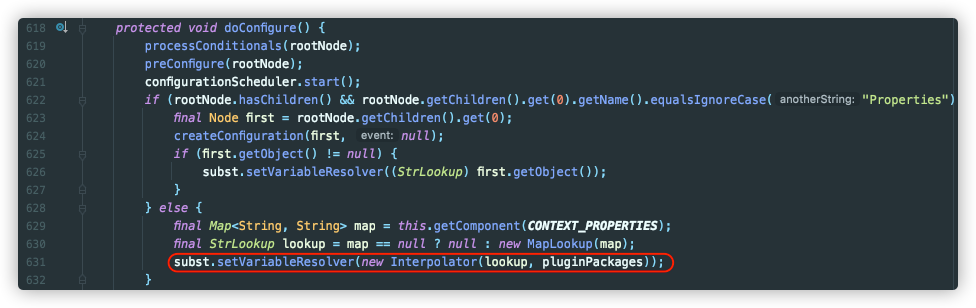 618 protected void doConfigure() {
619 processConditionals(rootNode);
620 preConfigure(rootNode);
621 configurationScheduler.start();
622 if (rootNode.hasChildren() && rootNode.getChildren().get(0).getName().equalsIgnoreCase( anotherString: "Properties")
623 final Node first = rootNode.getChildren().get(0);
624 createConfiguration(first, event: null);
625 if (first.getObject() != null) {
626 subst.setVariableResolver((StrLookup) first.getObject());
627 }
628 } else {
629 final Map<String, String> map = this.getComponent(CONTEXT_PROPERTIES);
630 final StrLookup lookup = map == null ? null : new MapLookup(map);
631 subst.setVariableResolver(new Interpolator(lookup, pluginPackages));
632 }